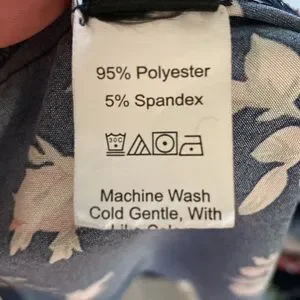 95% Polyester
5% Spandex
Machine Wash
Cold Gentle, With